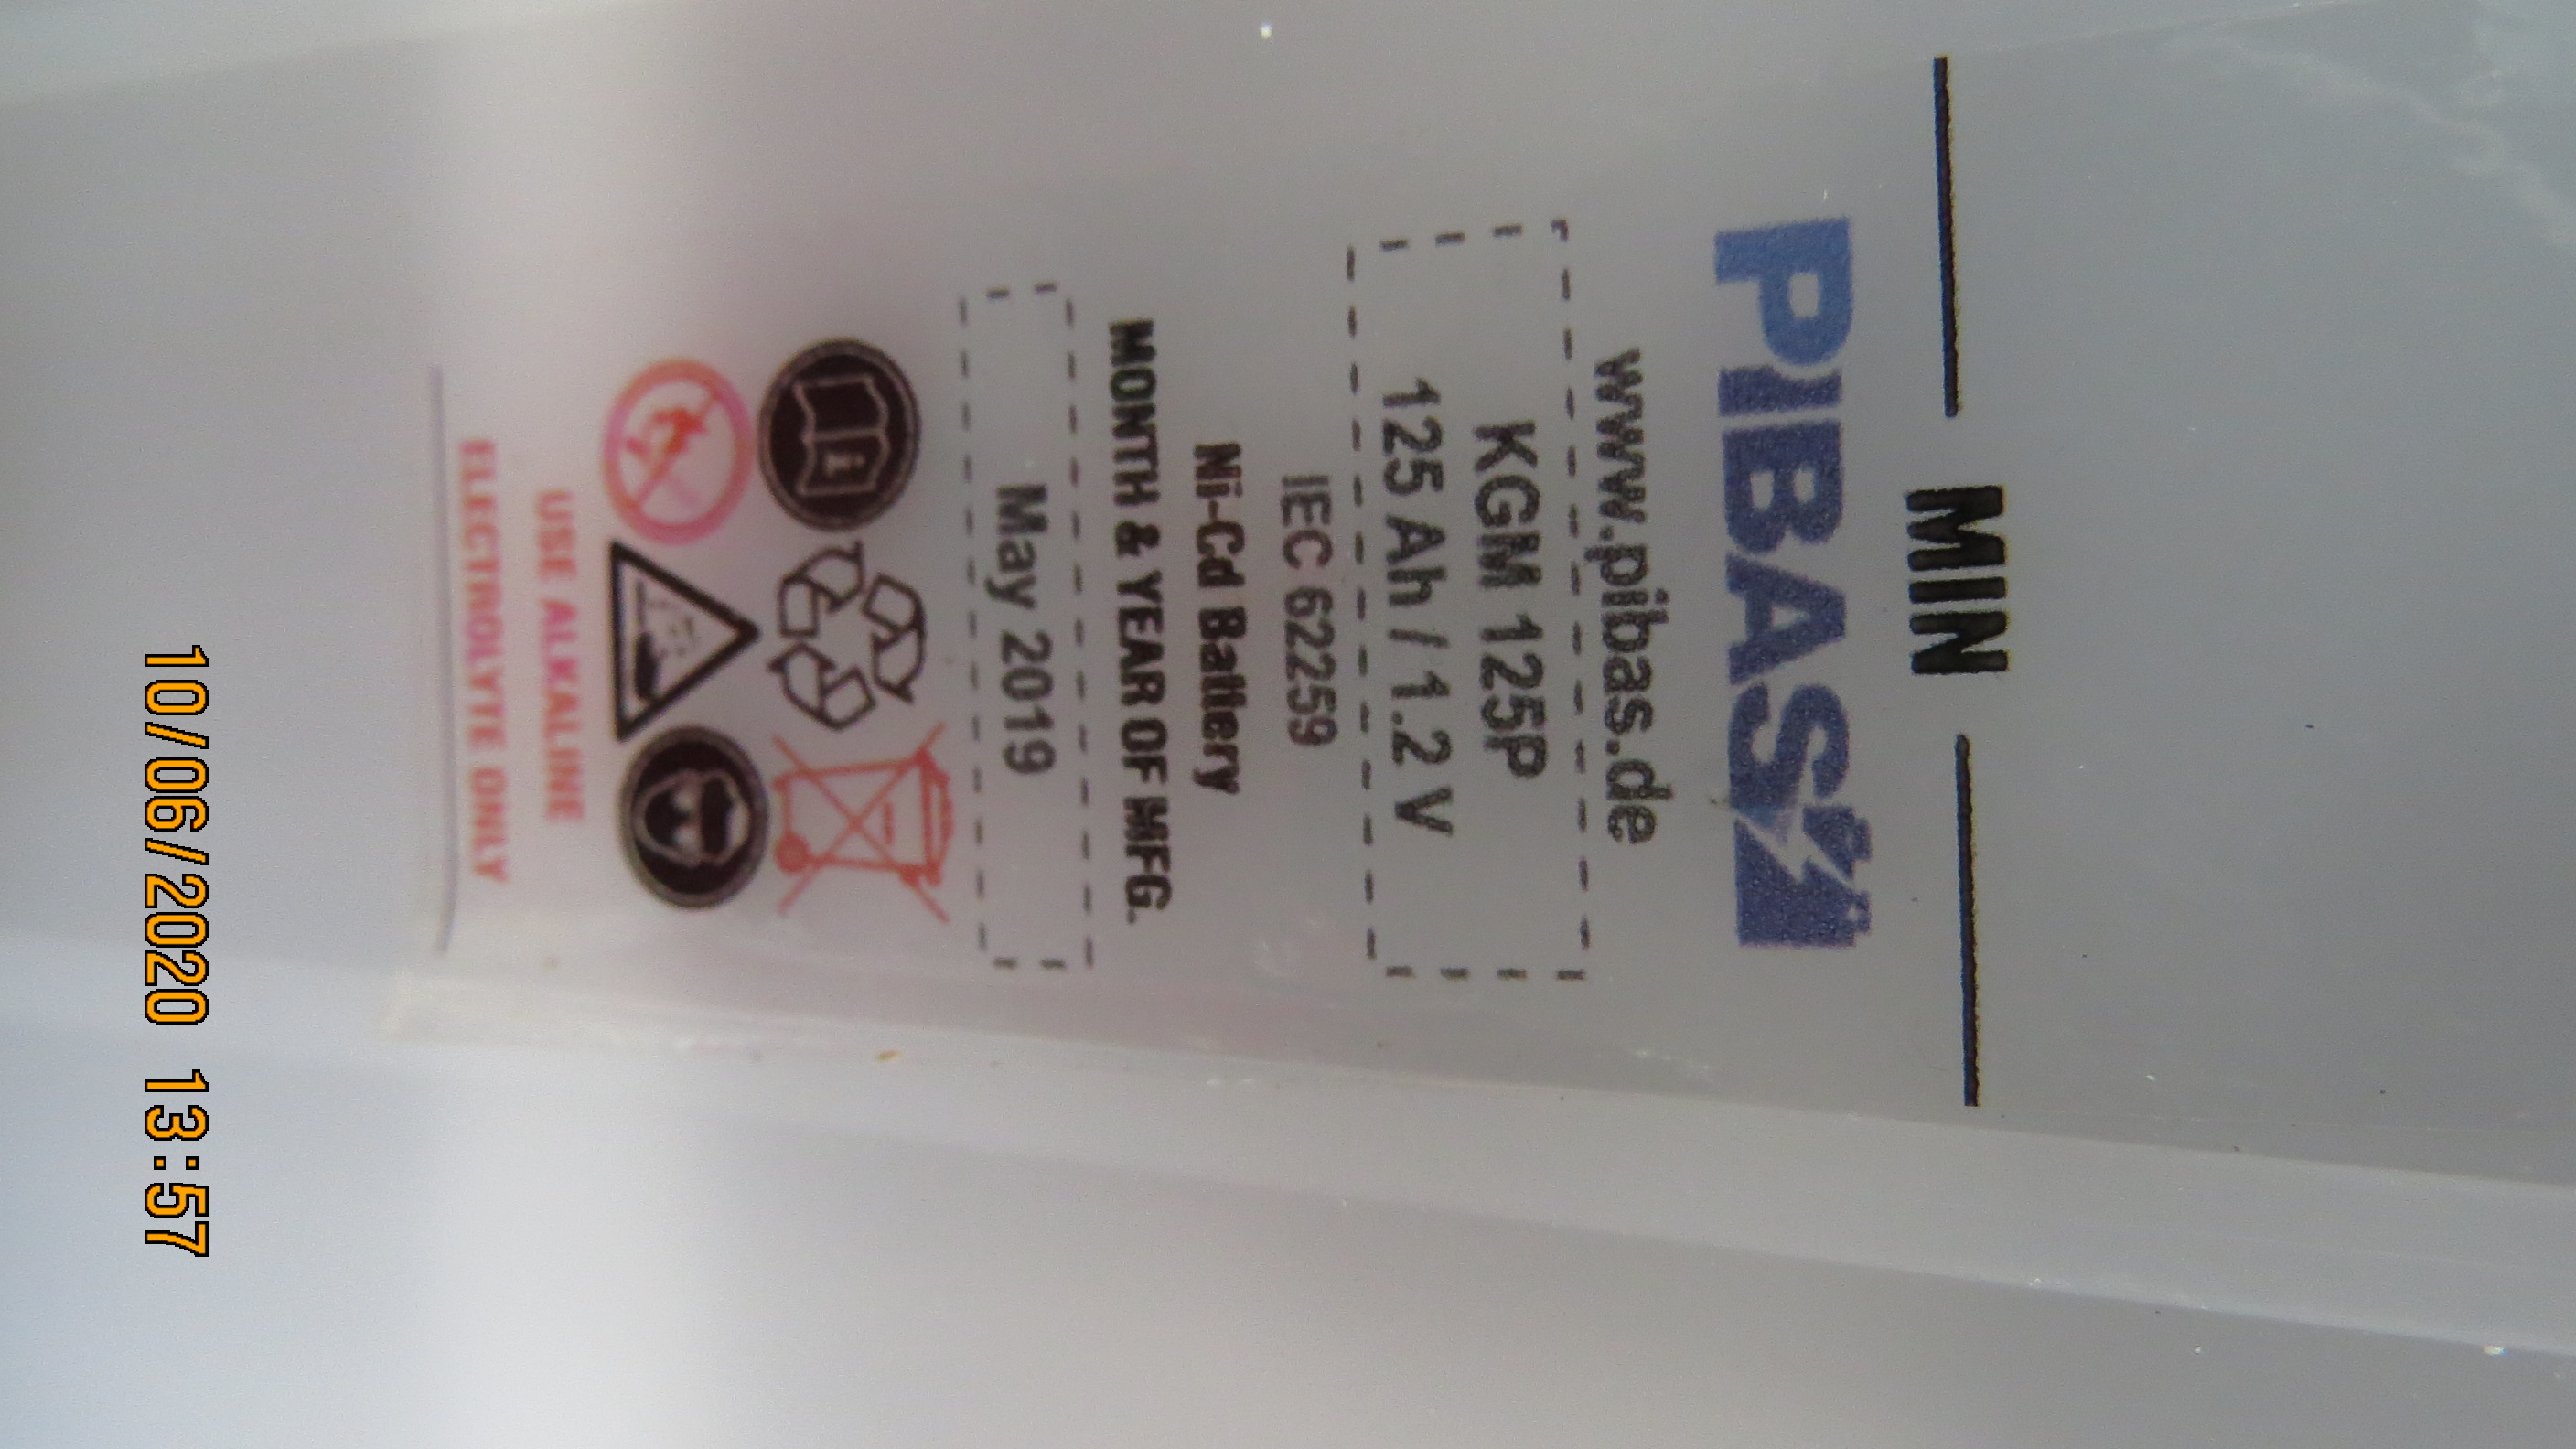 MIN
PIBAS
www.pibas.de
KGM 125P
125 Ah / 1.2 V
IEC 62259
Ni-Cd Battery
MONTH & YEAR OF MFG.
May 2019
USE ALKALINE
ELECTROLYTE ONLY
10/06/2020 13:57